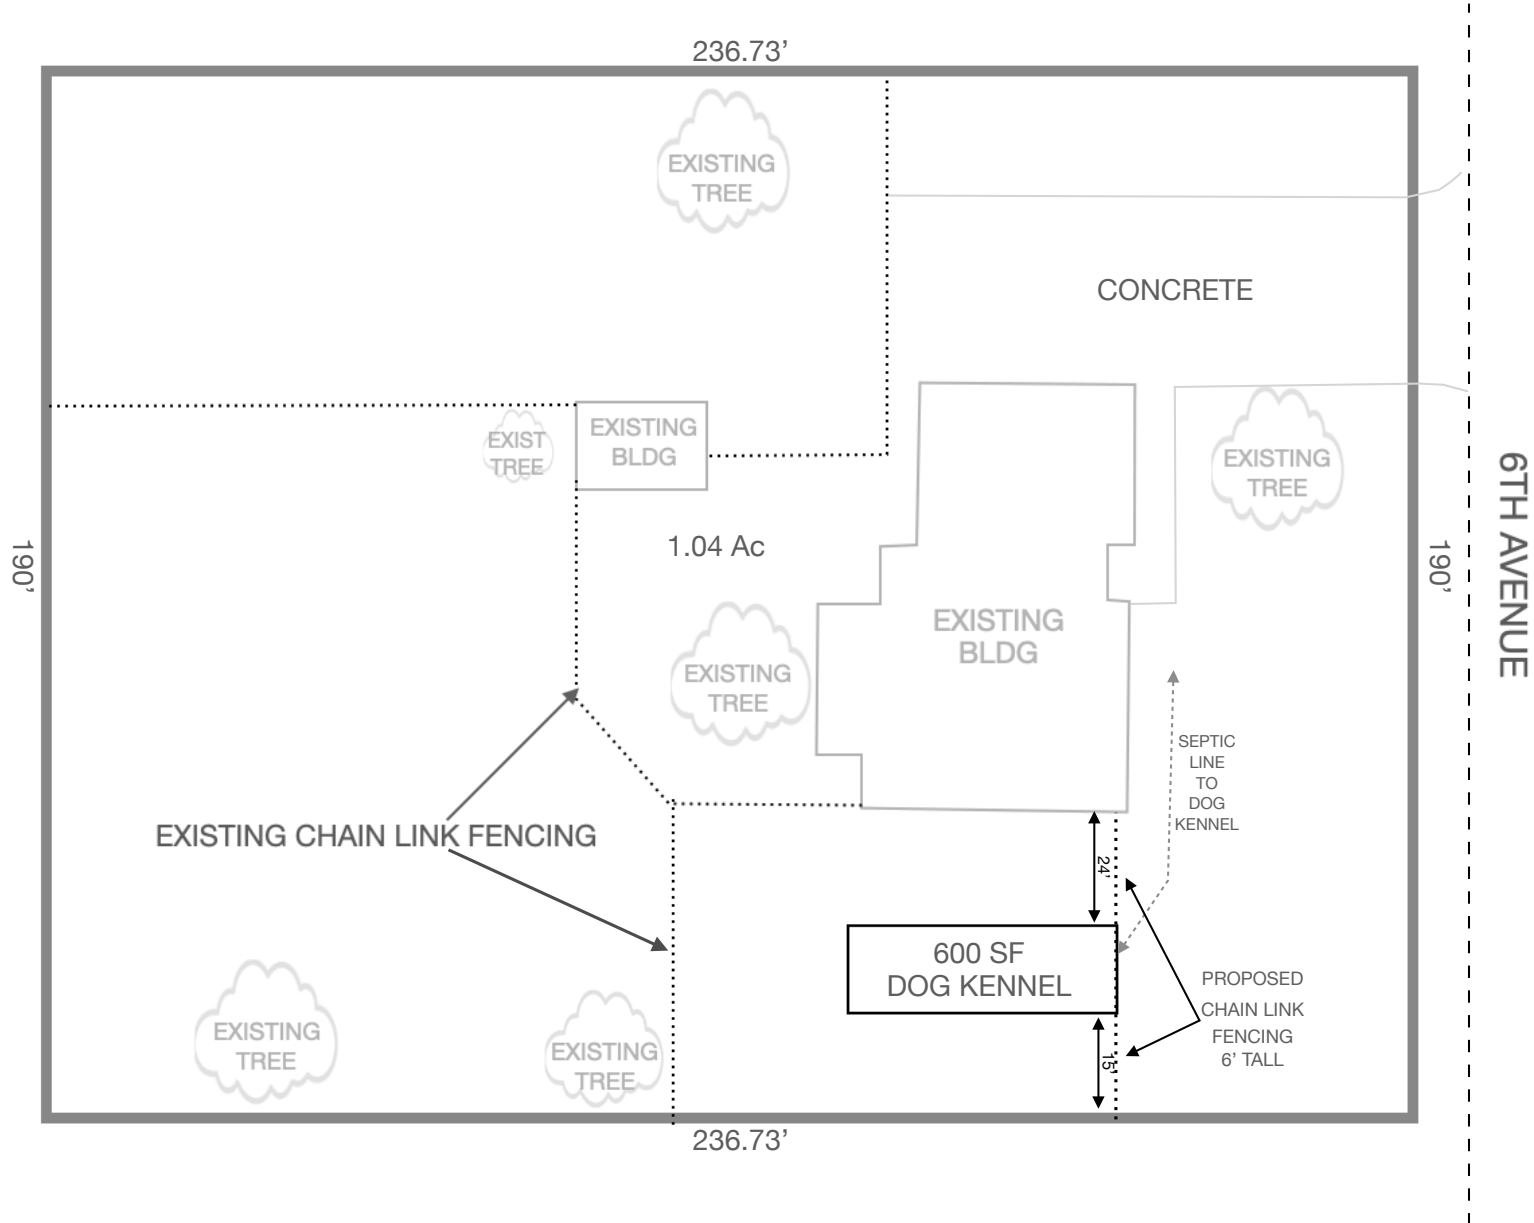 236.73’
EXISTING
TREE
CONCRETE
EXIST
TREE
EXISTING
BLDG
EXISTING
TREE
6TH AVENUE
190’
190’
1.04 Ac
EXISTING
BLDG
EXISTING
TREE
SEPTIC
LINE
TO
DOG
KENNEL
EXISTING CHAIN LINK FENCING
24’
600 SF
DOG KENNEL
PROPOSED
CHAIN LINK
FENCING
6’ TALL
EXISTING
TREE
EXISTING
TREE
15’
236.73’